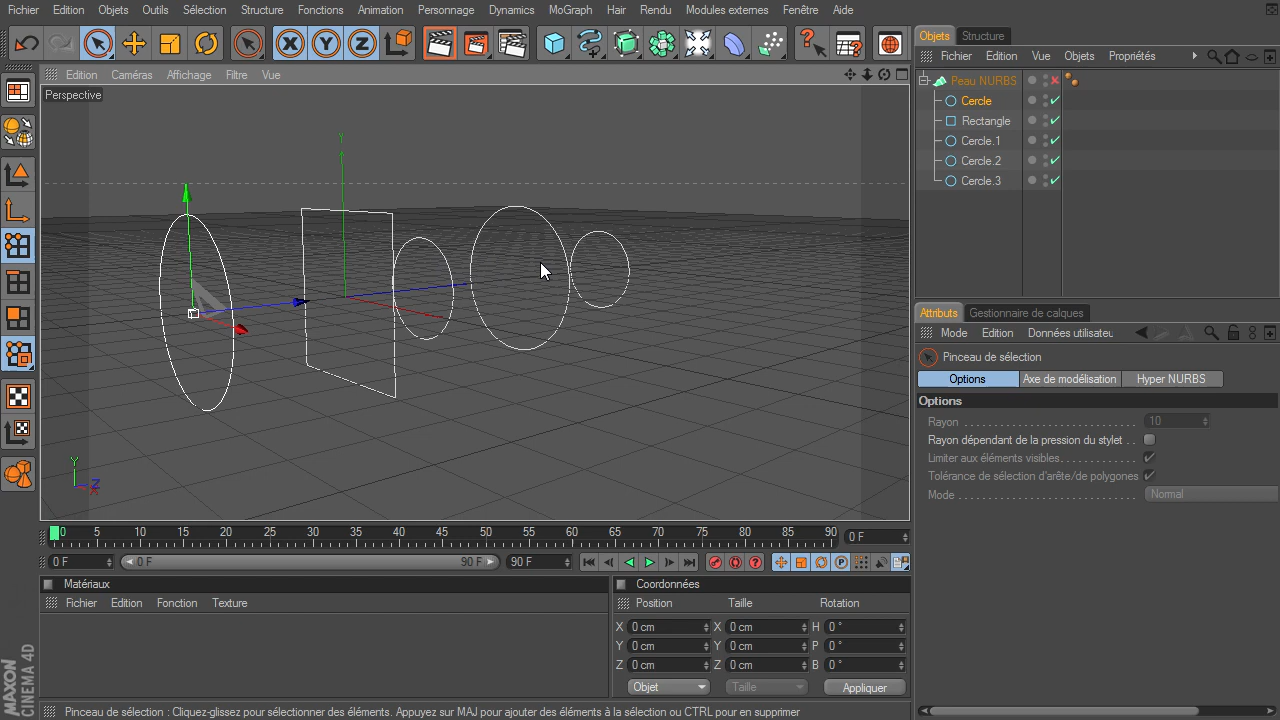 Fichier Edition Objets Outils Sélection Structure Fonctions Animation Personnage Dynamics MoGraph Hair Rendu Modules externes Fenêtre Aide
Edition Caméras Affichage Filtre Vue
Perspective
Y
Y
Z
X
Objets Structure
Fichier Edition Vue Objets Propriétés
Peau NURBS
Cercle
Rectangle
Cercle.1
Cercle.2
Cercle.3
Attributs Gestionnaire de calques
Mode Edition Données utilisateu
Pinceau de sélection
Options Axe de modélisation Hyper NURBS
Options
Rayon 10
Rayon dépendant de la pression du stylet
Limiter aux éléments visibles
Tolérance de sélection d'arête/de polygones
Mode Normal
0 5 10 15 20 25 30 35 40 45 50 55 60 65 70 75 80 85 90 0 F
0 F 0 F 90 F 90 F
Matériaux
Fichier Edition Fonction Texture
Coordonnées
Position Taille Rotation
X 0 cm X 0 cm H 0 °
Y 0 cm Y 0 cm P 0 °
Z 0 cm Z 0 cm B 0 °
Objet Taille Appliquer
MAXON
CINEMA 4D
Pinceau de sélection : Cliquez-glissez pour sélectionner des éléments. Appuyez sur MAJ pour ajouter des éléments à la sélection ou CTRL pour en supprimer